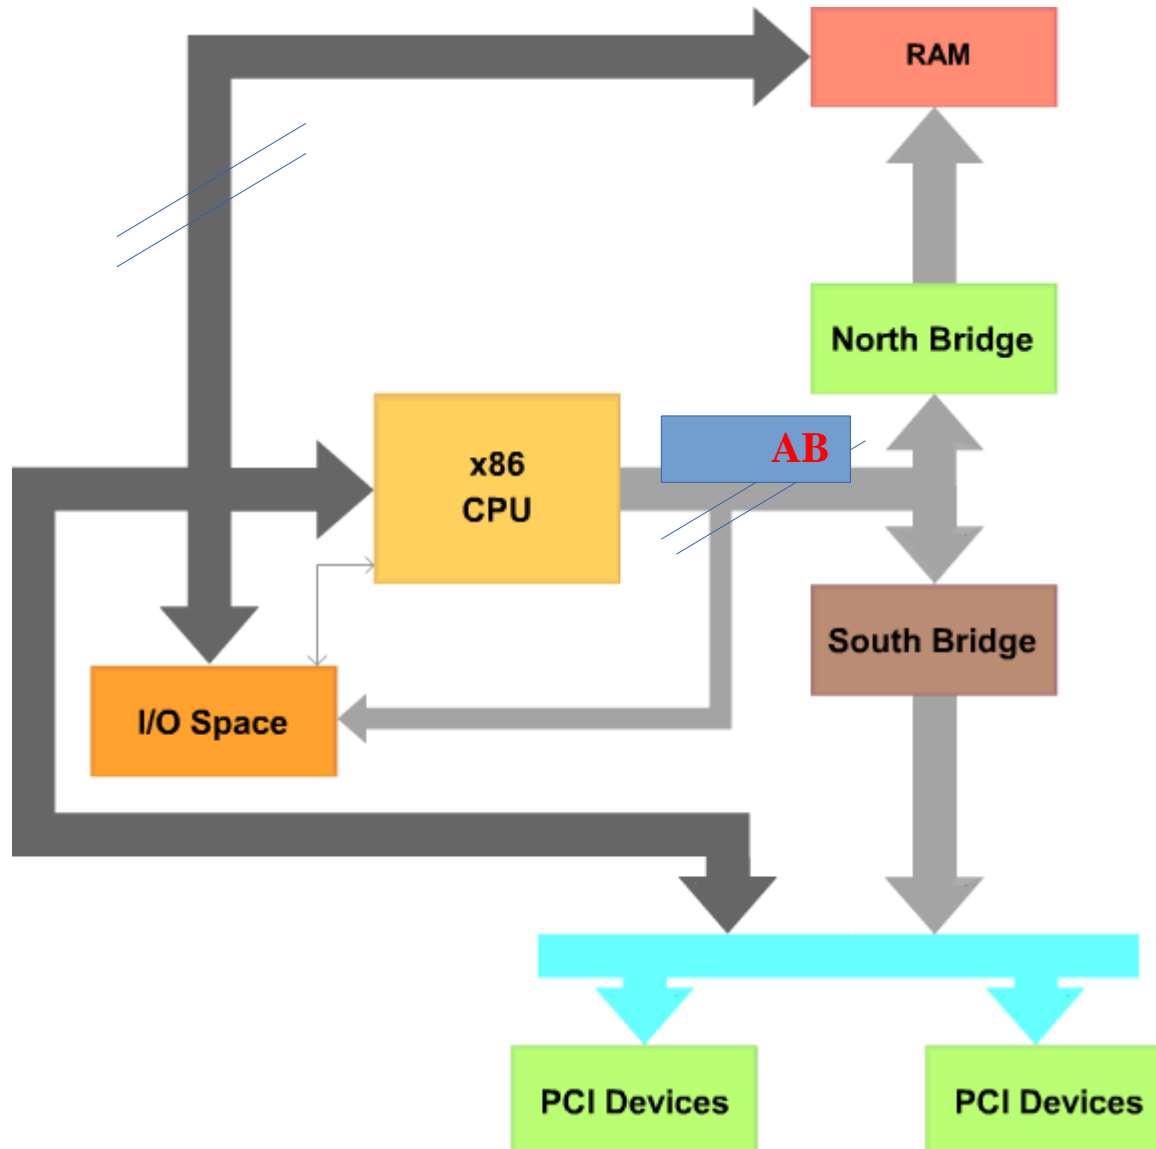 RAM
North Bridge
x86
CPU
AB
South Bridge
I/O Space
PCI Devices
PCI Devices